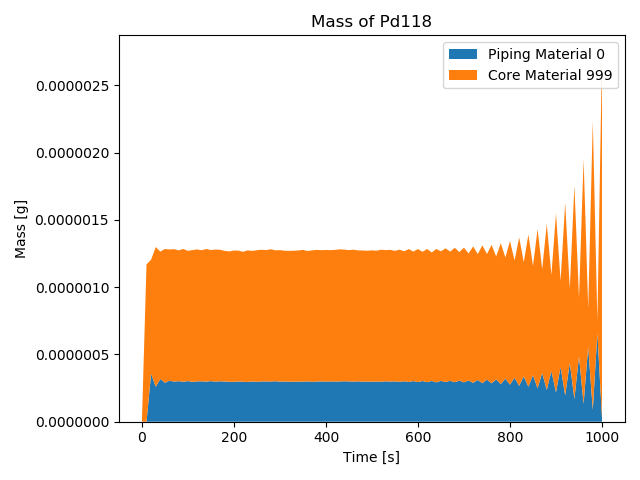 Mass of Pd118
Piping Material 0
Core Material 999
0.0000025
0.0000020
0.0000015
0.0000010
0.0000005
0.0000000
Mass [g]
0 200 400 600 800 1000
Time [s]